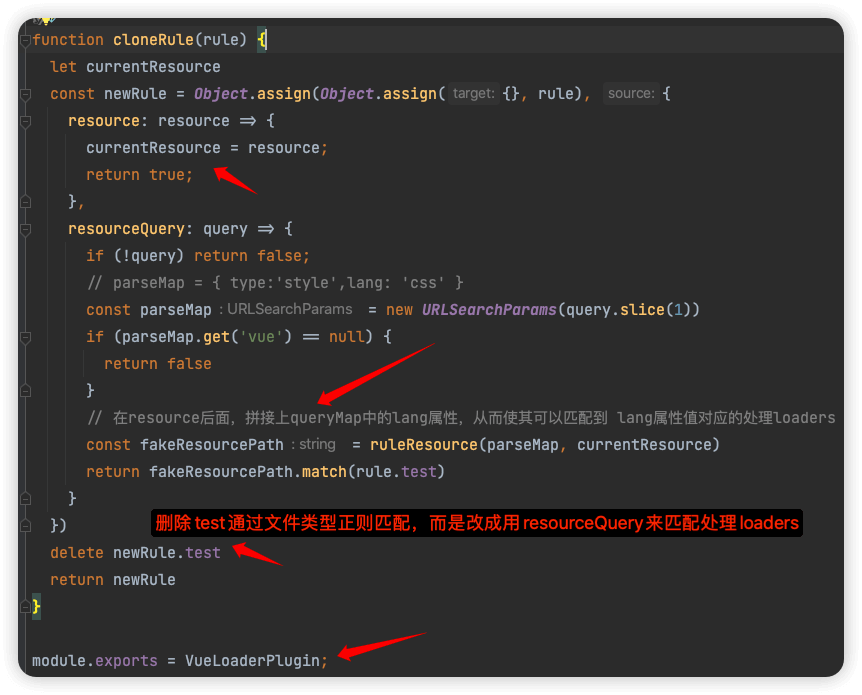 function cloneRule(rule) {
let currentResource
const newRule = Object.assign(Object.assign( target: {}, rule), source: {
resource: resource => {
currentResource = resource;
return true;
},
resourceQuery: query => {
if (!query) return false;
// parseMap = { type:'style',lang: 'css' }
const parseMap : URLSearchParams = new URLSearchParams(query.slice(1))
if (parseMap.get('vue') == null) {
return false
}
// 在resource后面，拼接上queryMap中的lang属性，从而使其可以匹配到 lang属性值对应的处理loaders
const fakeResourcePath : string = ruleResource(parseMap, currentResource)
return fakeResourcePath.match(rule.test)
}
})
删除 test 通过文件类型正则匹配，而是改成用 resourceQuery 来匹配处理 loaders
delete newRule.test
return newRule
}
module.exports = VueLoaderPlugin;